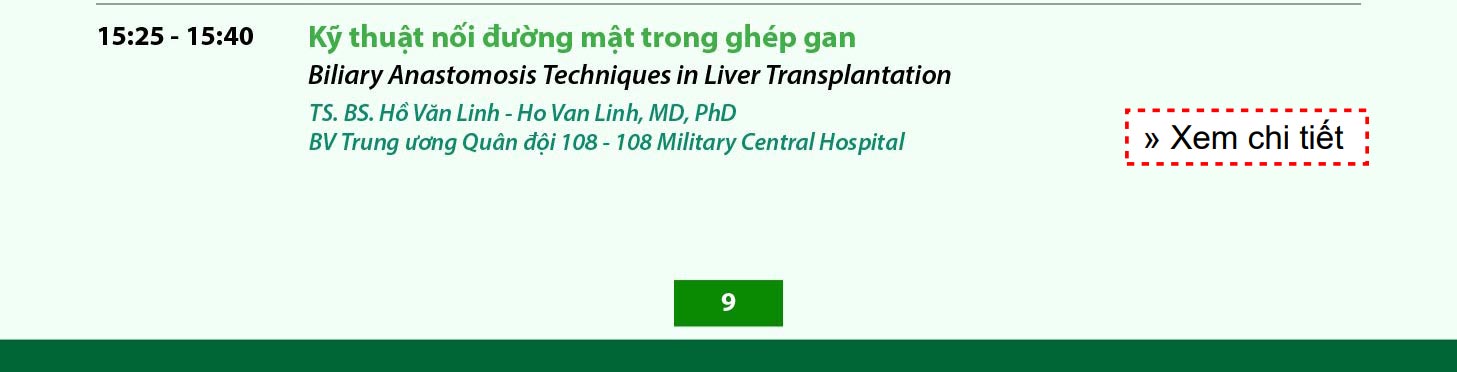 15:25 - 15:40 Kỹ thuật nối đường mật trong ghép gan
Biliary Anastomosis Techniques in Liver Transplantation
TS. BS. Hồ Văn Linh - Ho Van Linh, MD, PhD
BV Trung ương Quân đội 108 - 108 Military Central Hospital
» Xem chi tiết
9